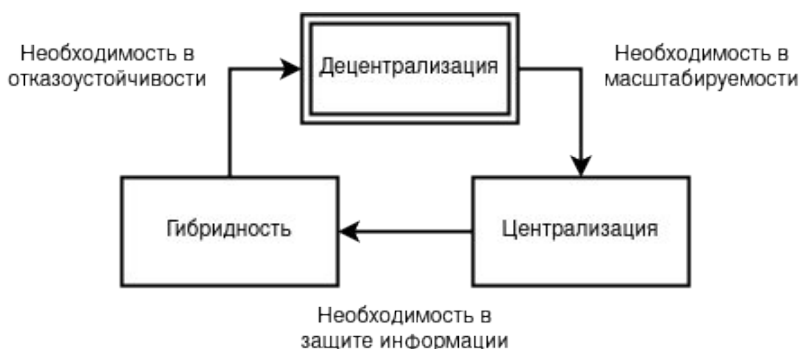 Необходимость в
отказоустойчивости
Децентрализация
Необходимость в
масштабируемости
Гибридность
Централизация
Необходимость в
защите информации